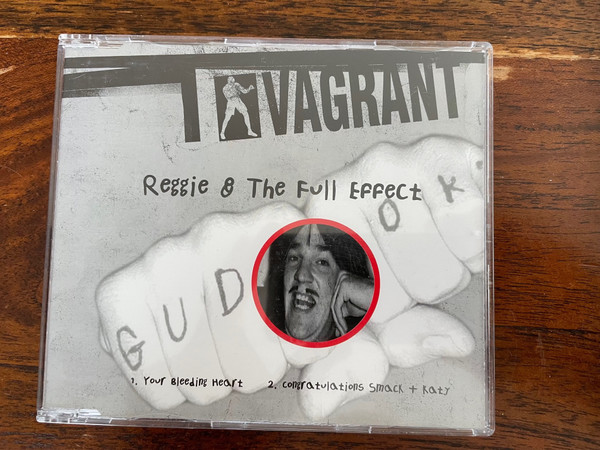 VAGRANT
Reggie & The Full Effect
GUD OK
1. Your Bleeding Heart
2. Congratulations Smack + Katy